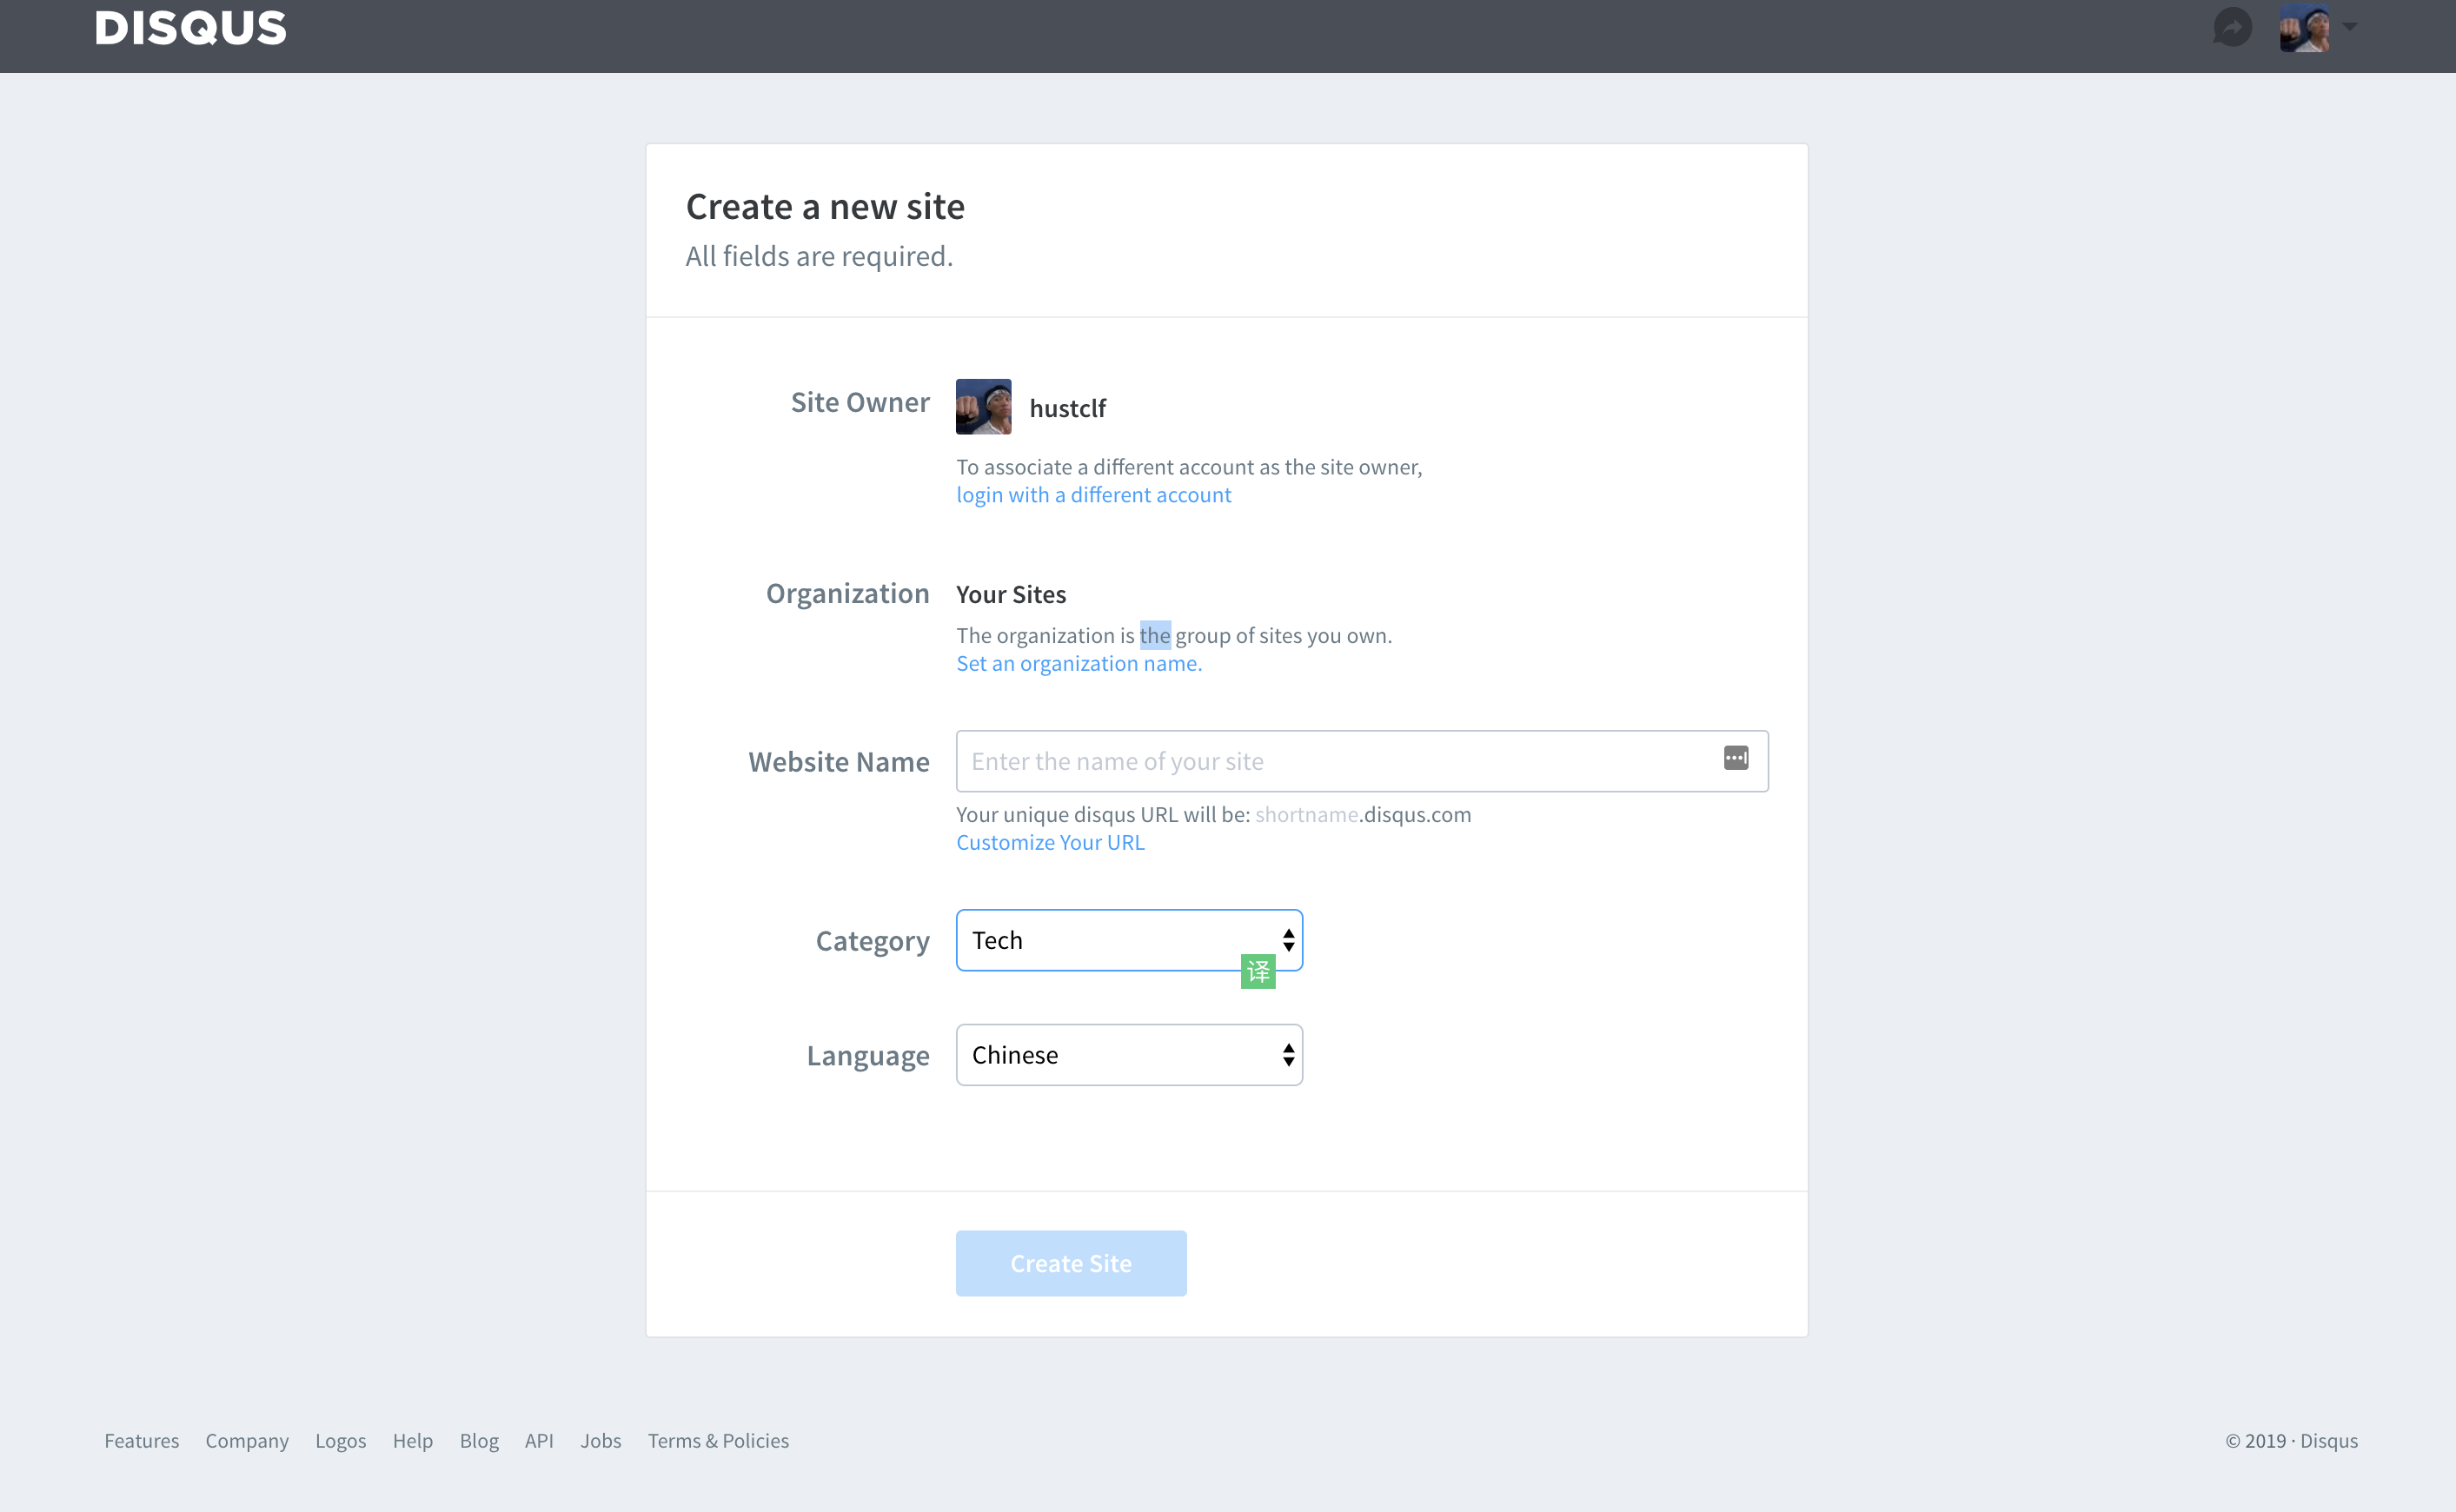 DISQUS
Create a new site
All fields are required.
Site Owner
hustclf
To associate a different account as the site owner,
login with a different account
Organization
Your Sites
The organization is the group of sites you own.
Set an organization name.
Website Name
Enter the name of your site
Your unique disqus URL will be: shortname.disqus.com
Customize Your URL
Category
Tech
译
Language
Chinese
Create Site
Features Company Logos Help Blog API Jobs Terms & Policies
© 2019 · Disqus